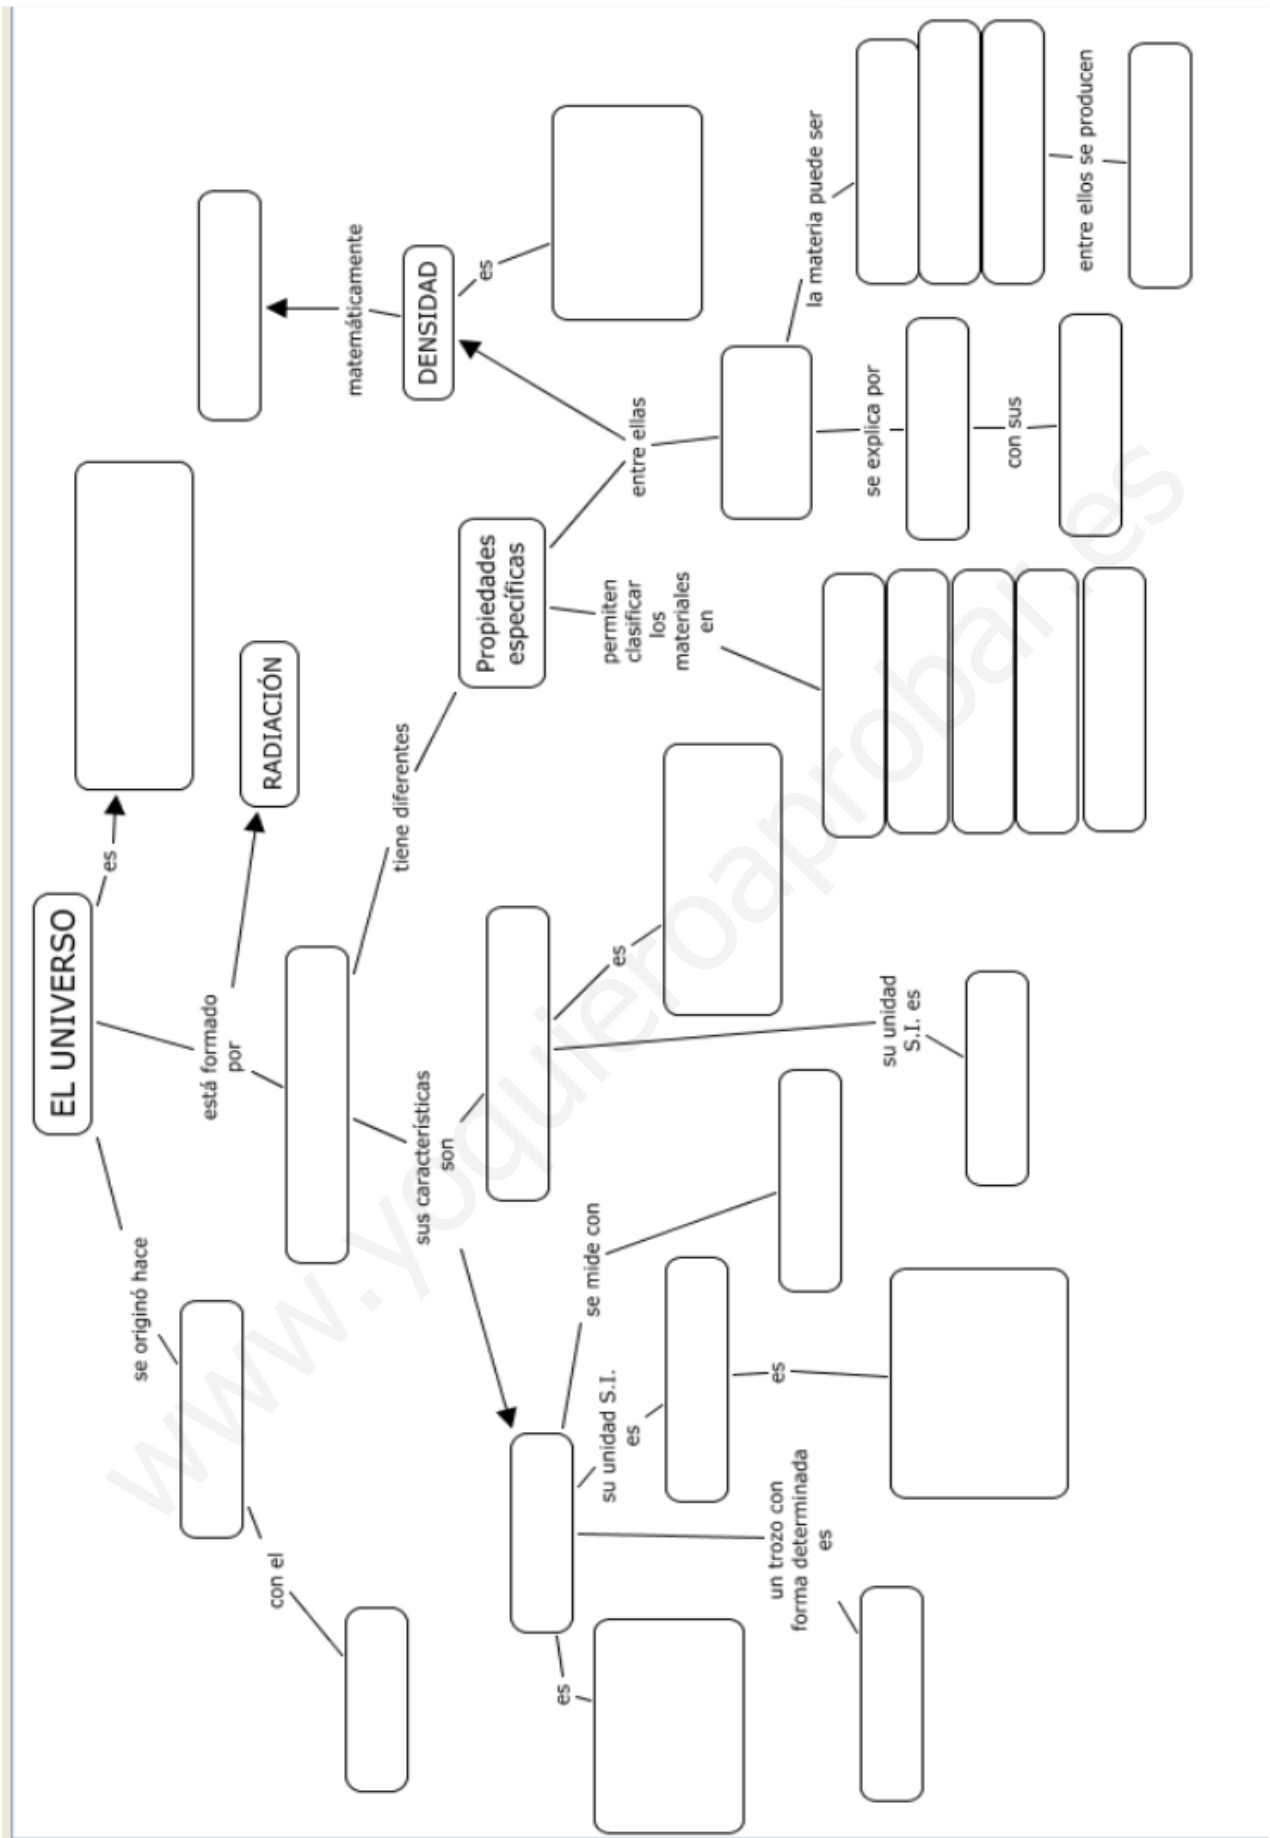 EL UNIVERSO
es
se originó hace
está formado
por
RADIACIÓN
con el
matemáticamente
DENSIDAD
es
sus características
son
tiene diferentes
Propiedades
específicas
es
su unidad S.I.
es
se mide con
es
permiten
clasificar
los
materiales
en
entre ellas
un trozo con
forma determinada
es
es
su unidad
S.I. es
se explica por
la materia puede ser
con sus
entre ellos se producen
www.yoquieroaprobar.es